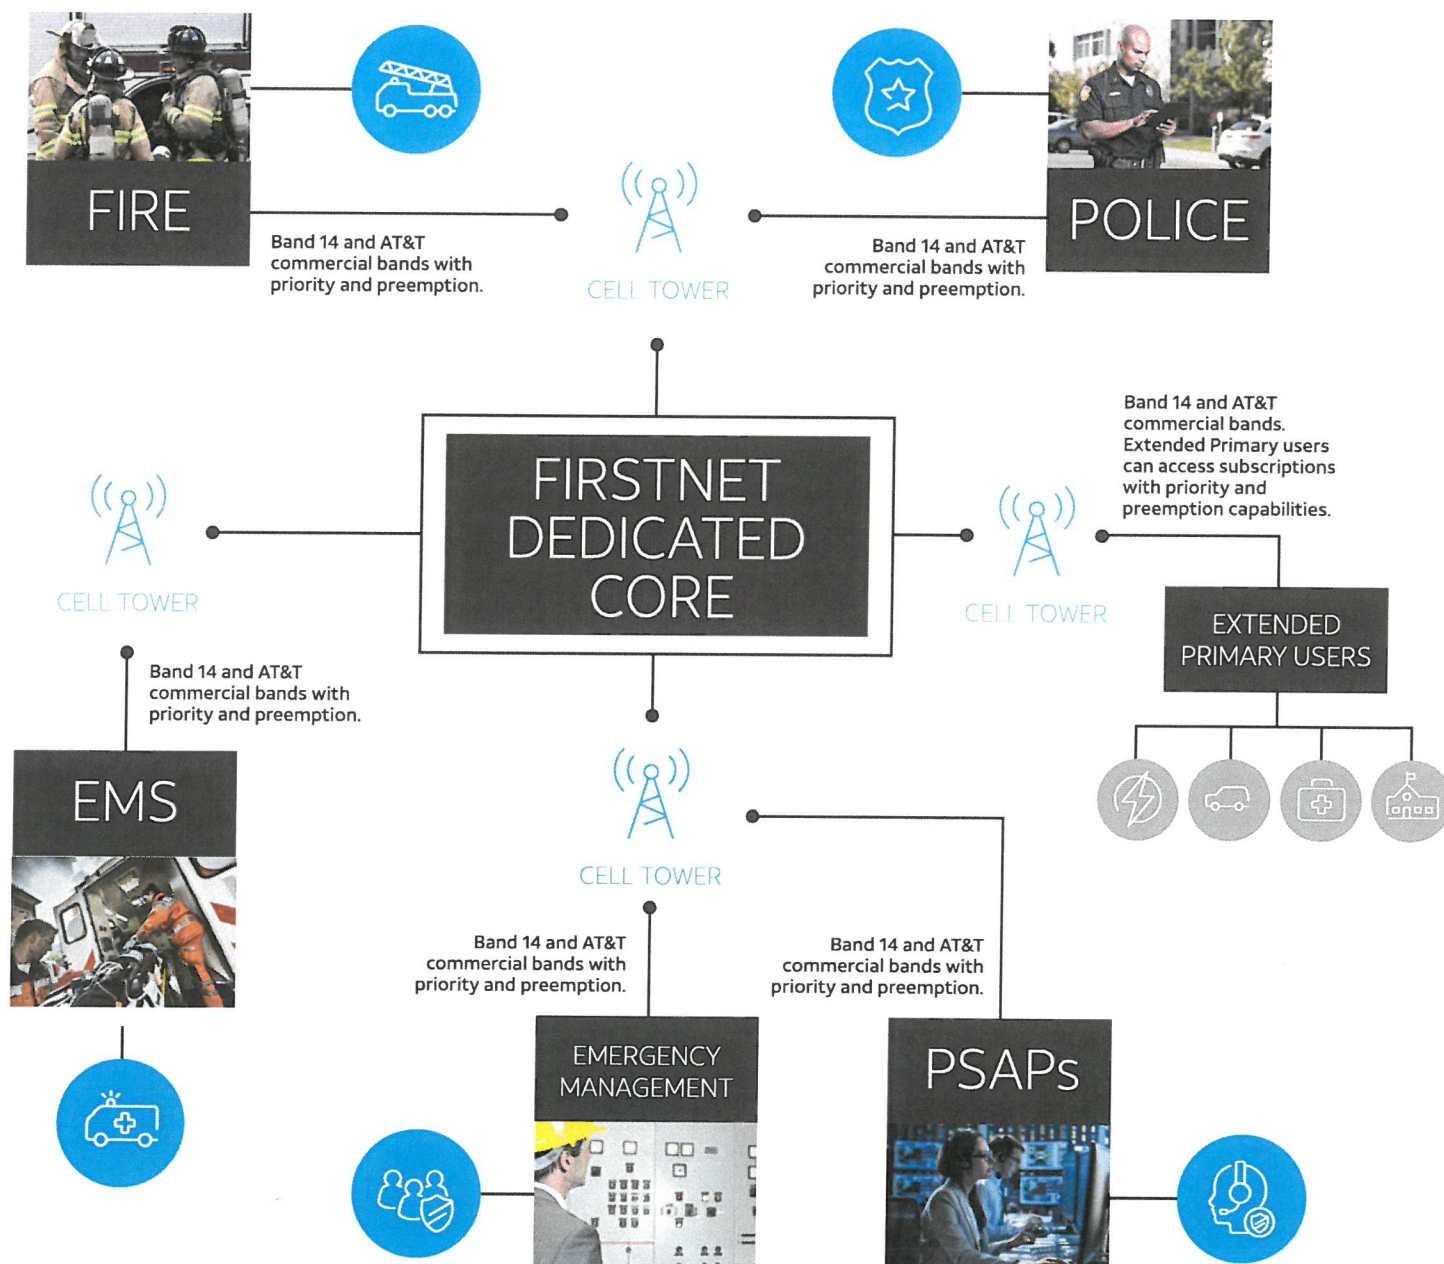 FIRE
POLICE
Band 14 and AT&T
commercial bands with
priority and preemption.
Band 14 and AT&T
commercial bands with
priority and preemption.
CELL TOWER
FIRSTNET
DEDICATED
CORE
Band 14 and AT&T
commercial bands.
Extended Primary users
can access subscriptions
with priority and
preemption capabilities.
CELL TOWER
CELL TOWER
EXTENDED
PRIMARY USERS
Band 14 and AT&T
commercial bands with
priority and preemption.
EMS
CELL TOWER
Band 14 and AT&T
commercial bands with
priority and preemption.
Band 14 and AT&T
commercial bands with
priority and preemption.
EMERGENCY
MANAGEMENT
PSAPs